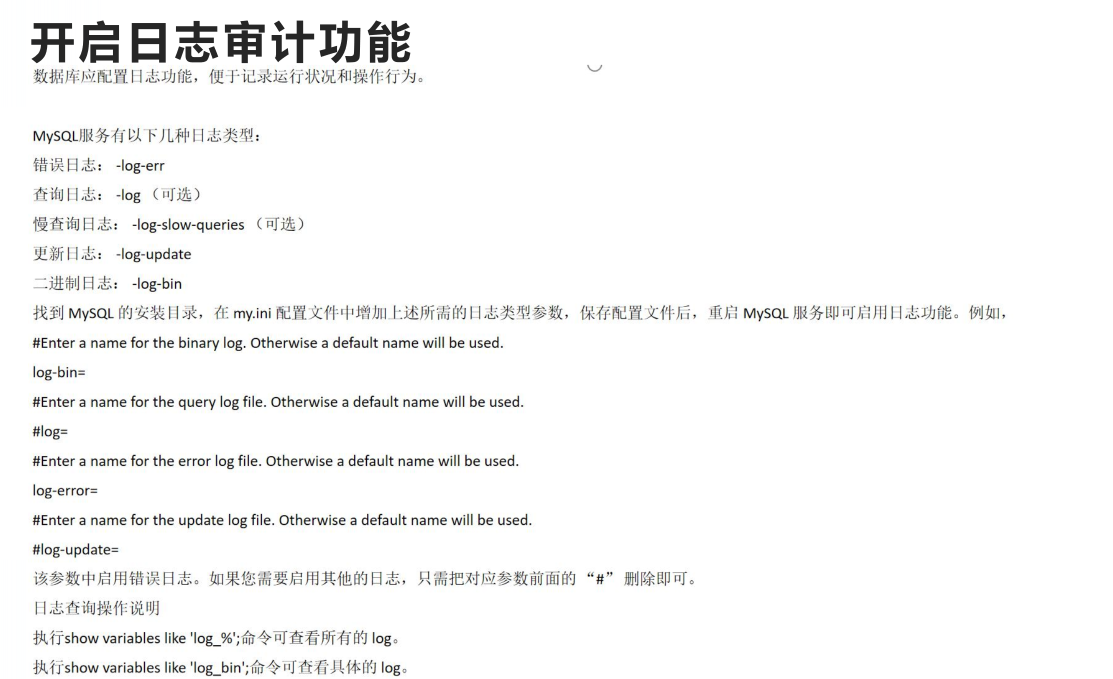 开启日志审计功能
数据库应配置日志功能，便于记录运行状况和操作行为。
MySQL服务有以下几种日志类型：
错误日志： -log-err
查询日志： -log （可选）
慢查询日志： -log-slow-queries （可选）
更新日志： -log-update
二进制日志： -log-bin
找到 MySQL 的安装目录，在 my.ini 配置文件中增加上述所需的日志类型参数，保存配置文件后，重启 MySQL 服务即可启用日志功能。例如，
#Enter a name for the binary log. Otherwise a default name will be used.
log-bin=
#Enter a name for the query log file. Otherwise a default name will be used.
#log=
#Enter a name for the error log file. Otherwise a default name will be used.
log-error=
#Enter a name for the update log file. Otherwise a default name will be used.
#log-update=
该参数中启用错误日志。如果您需要启用其他的日志，只需把对应参数前面的 “#” 删除即可。
日志查询操作说明
执行show variables like 'log_%';命令可查看所有的 log。
执行show variables like 'log_bin';命令可查看具体的 log。